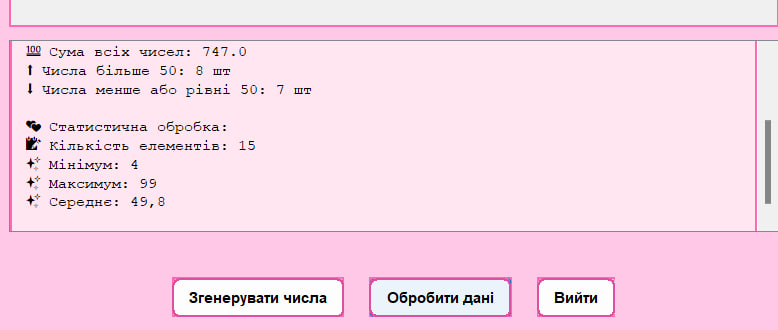 💯 Сума всіх чисел: 747.0
⬆ Числа більше 50: 8 шт
⬇ Числа менше або рівні 50: 7 шт
💕 Статистична обробка:
📝 Кількість елементів: 15
✨ Мінімум: 4
✨ Максимум: 99
✨ Середнє: 49,8
Згенерувати числа
Обробити дані
Вийти